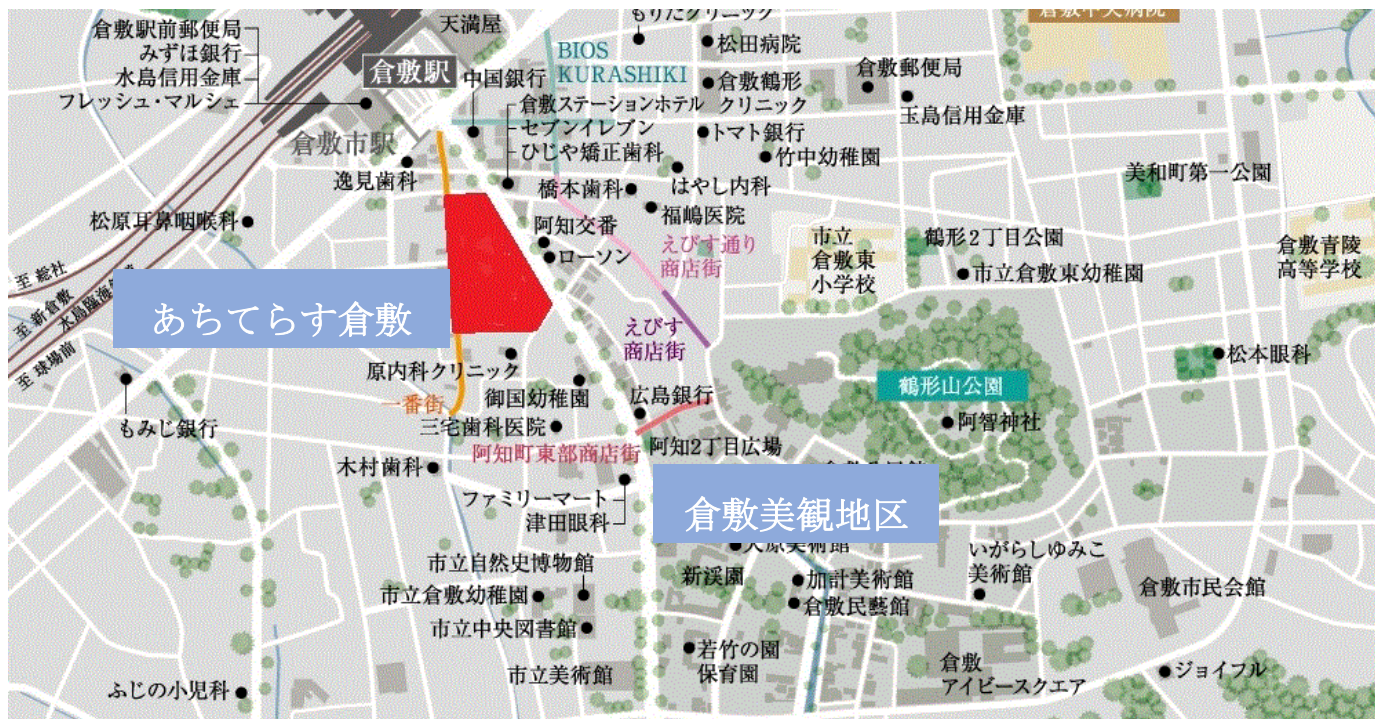 倉敷駅前郵便局
みずほ銀行
水島信用金庫
フレッシュ・マルシェ
天満屋
倉敷駅
倉敷市駅
中国銀行
BIOS
KURASHIKI
もりたクリニック
松田病院
倉敷鶴形
クリニック
倉敷中央病院
倉敷郵便局
玉島信用金庫
倉敷ステーションホテル
セブンイレブン
ひじや矯正歯科
トマト銀行
竹中幼稚園
逸見歯科
橋本歯科
はやし内科
福嶋医院
美和町第一公園
松原耳鼻咽喉科
阿知交番
ローソン
えびす通り
商店街
市立
倉敷東
小学校
鶴形2丁目公園
市立倉敷東幼稚園
倉敷青陵
高等学校
至 総社
至 新倉敷
水島臨海
至 球場前
あちてらす倉敷
えびす
商店街
松本眼科
原内科クリニック
一番街
御国幼稚園
広島銀行
鶴形山公園
阿智神社
もみじ銀行
三宅歯科医院
阿知町東部商店街
阿知2丁目広場
木村歯科
ファミリーマート
津田眼科
倉敷美観地区
大原美術館
いがらしゆみこ
美術館
市立自然史博物館
新渓園
加計美術館
倉敷市民会館
市立倉敷幼稚園
倉敷民藝館
市立中央図書館
若竹の園
保育園
市立美術館
倉敷
アイビースクエア
ジョイフル
ふじの小児科